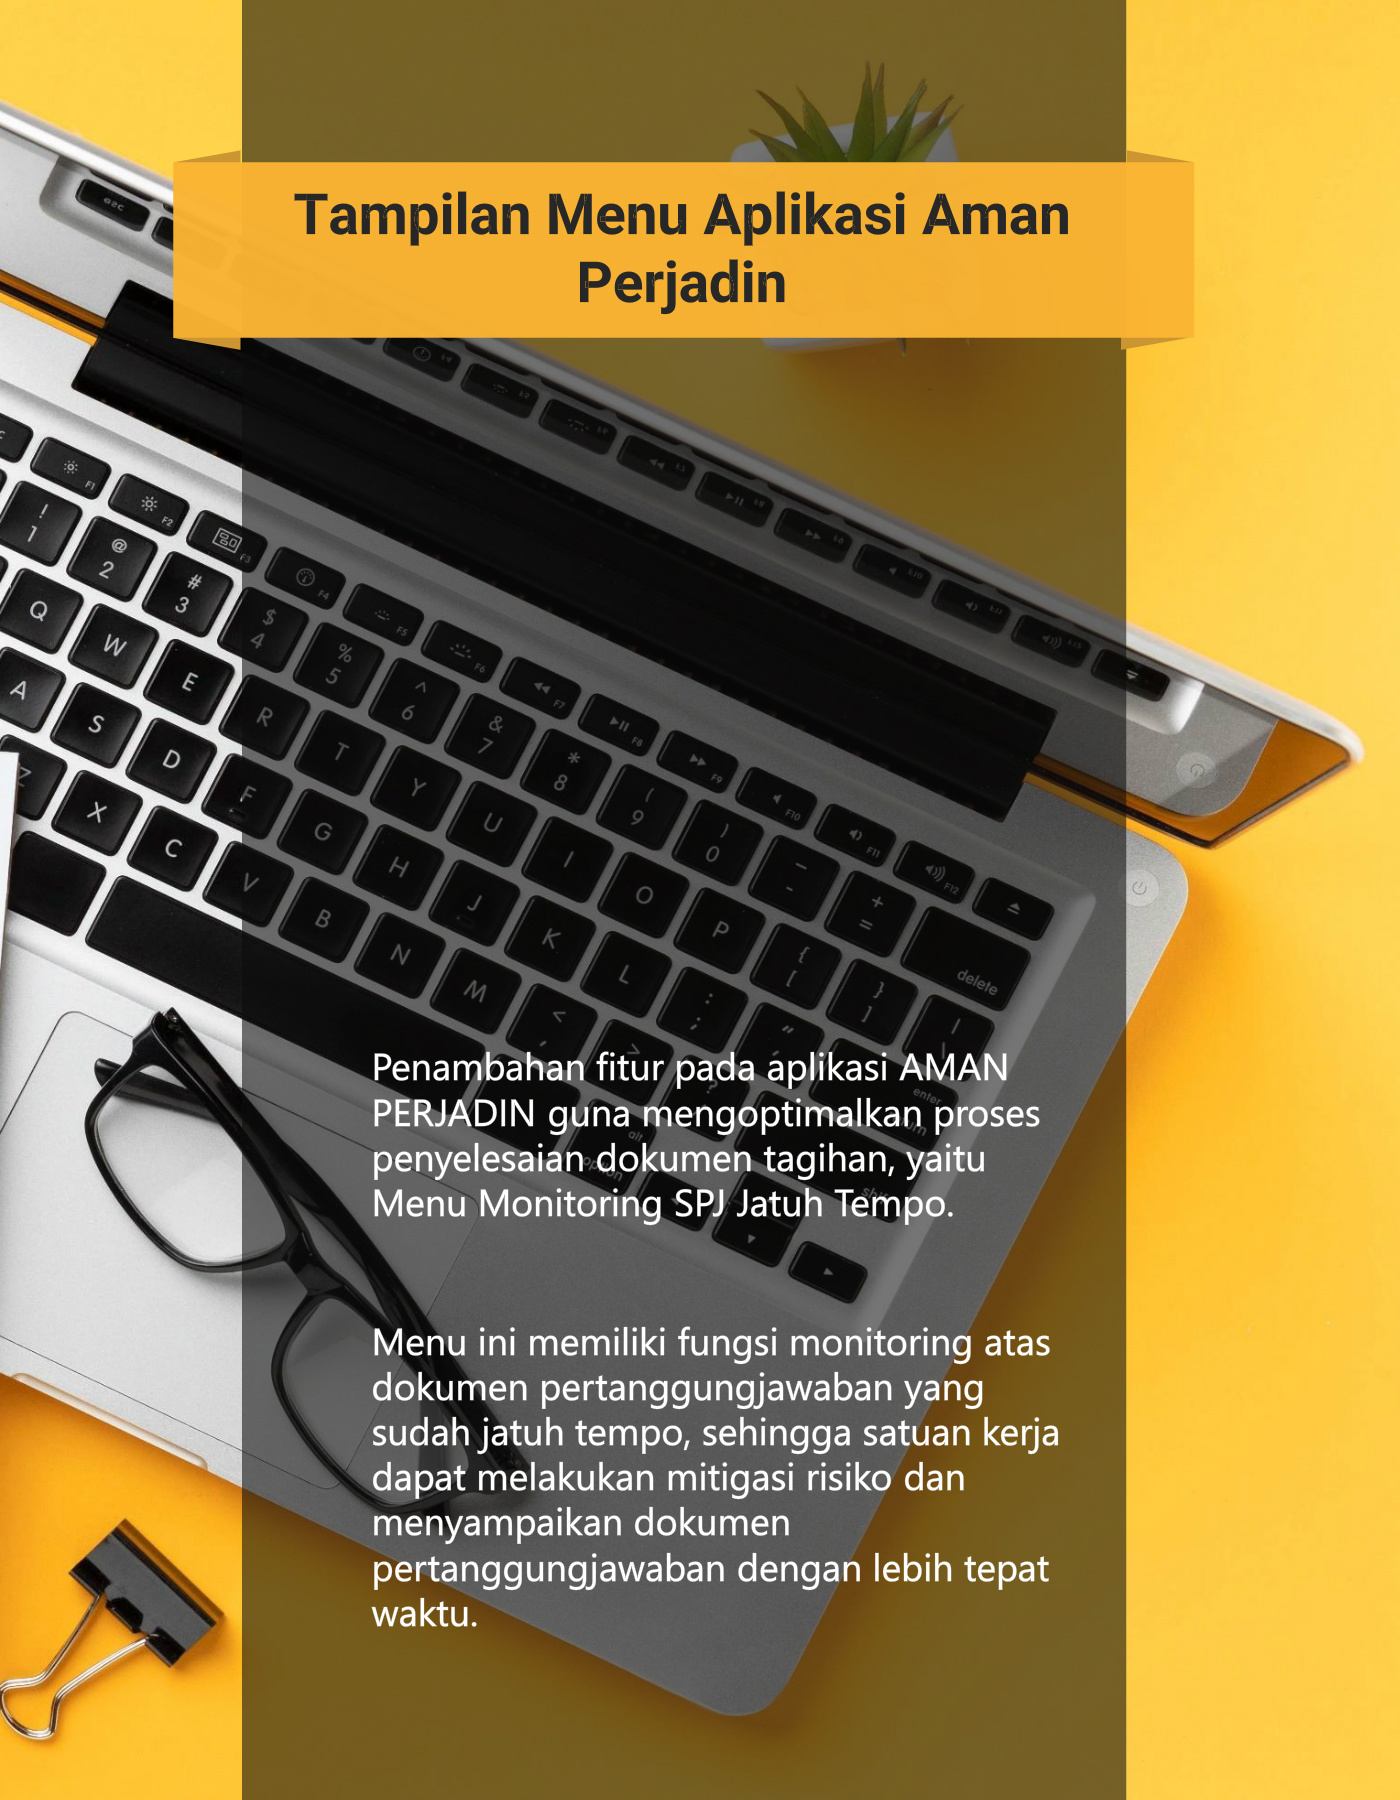 Tampilan Menu Aplikasi Aman
Perjadin
Penambahan fitur pada aplikasi AMAN
PERJADIN guna mengoptimalkan proses
penyelesaian dokumen tagihan, yaitu
Menu Monitoring SPJ Jatuh Tempo.
Menu ini memiliki fungsi monitoring atas
dokumen pertanggungjawaban yang
sudah jatuh tempo, sehingga satuan kerja
dapat melakukan mitigasi risiko dan
menyampaikan dokumen
pertanggungjawaban dengan lebih tepat
waktu.